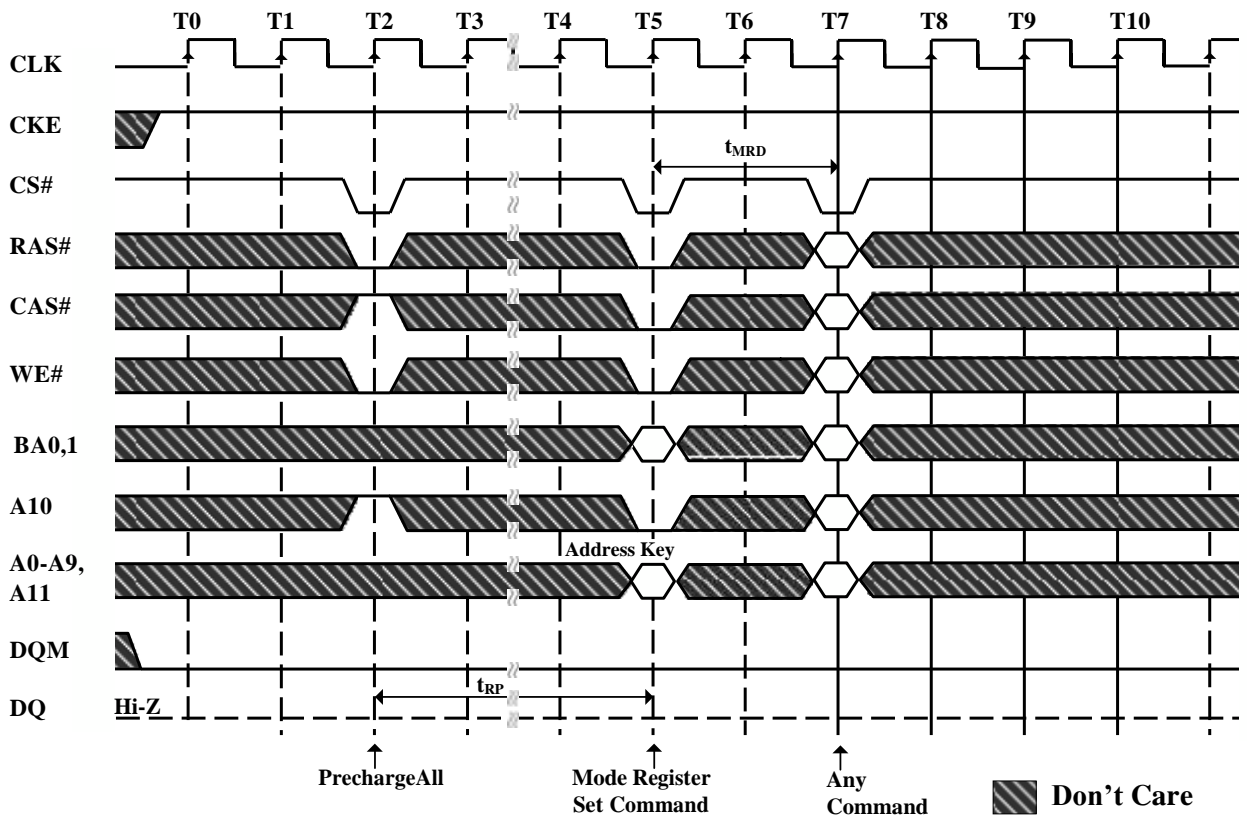 T0 T1 T2 T3 T4 T5 T6 T7 T8 T9 T10
CLK
CKE
tMRD
CS#
RAS#
CAS#
WE#
BA0,1
A10
Address Key
A0-A9,
A11
DQM
tRP
DQ Hi-Z
PrechargeAll
Mode Register
Set Command
Any
Command
Don't Care